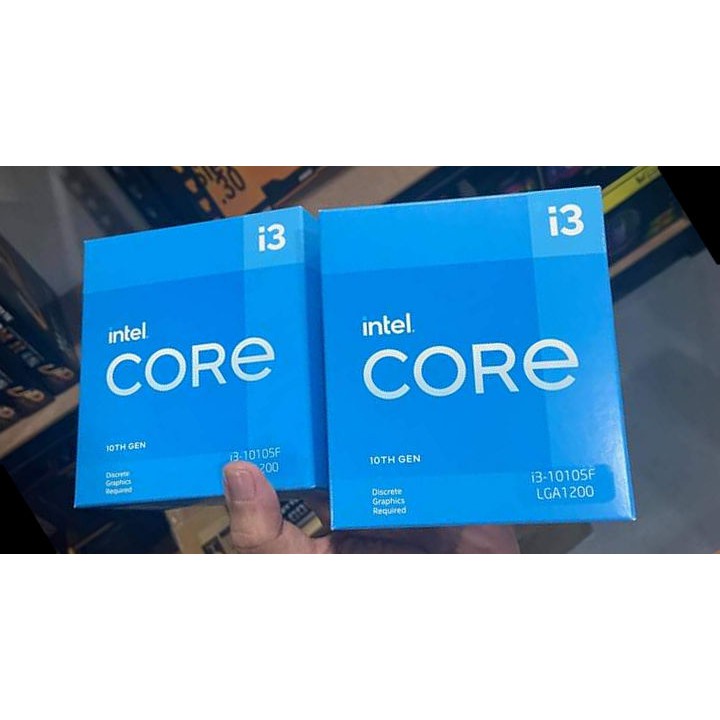 i3
intel
CORE
10TH GEN
i3-10105F
Discrete
Graphics
Required
i3
intel
CORE
10TH GEN
i3-10105F
LGA1200
Discrete
Graphics
Required